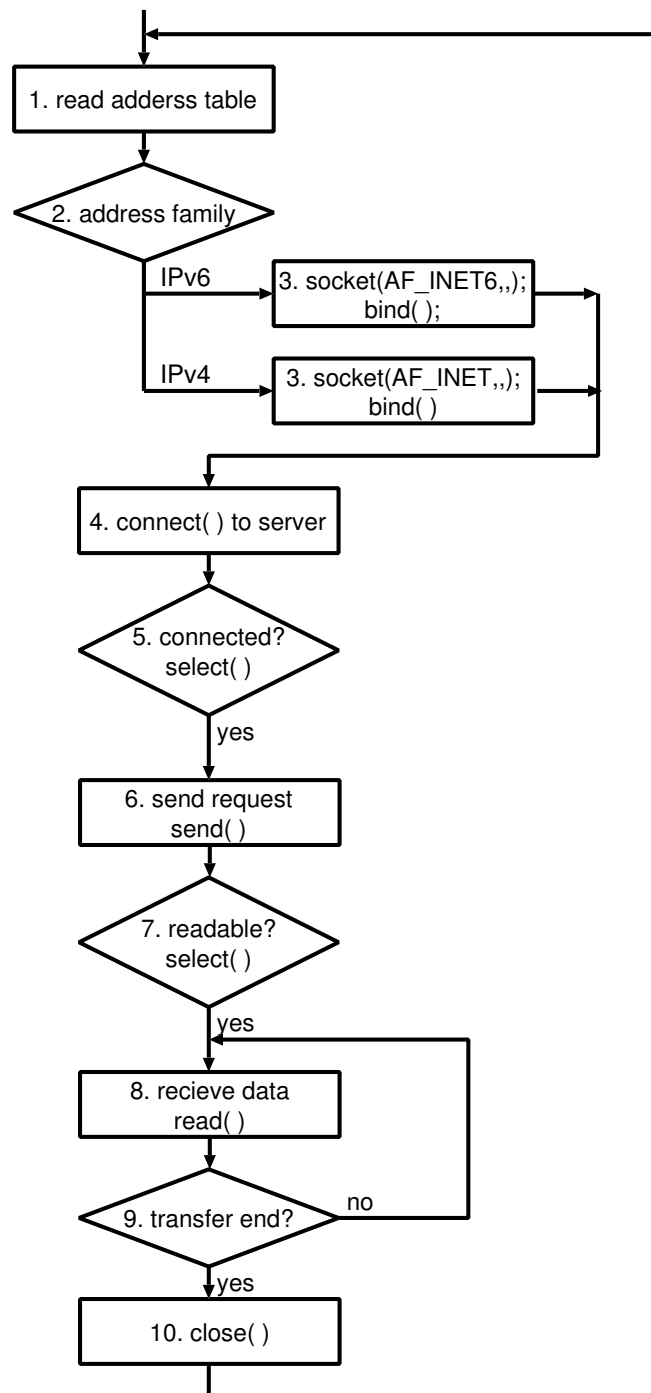 1. read adderss table
2. address family
IPv6
3. socket(AF_INET6,,);
bind( );
IPv4
3. socket(AF_INET,,);
bind( )
4. connect( ) to server
5. connected?
select( )
yes
6. send request
send( )
7. readable?
select( )
yes
8. recieve data
read( )
9. transfer end?
no
yes
10. close( )